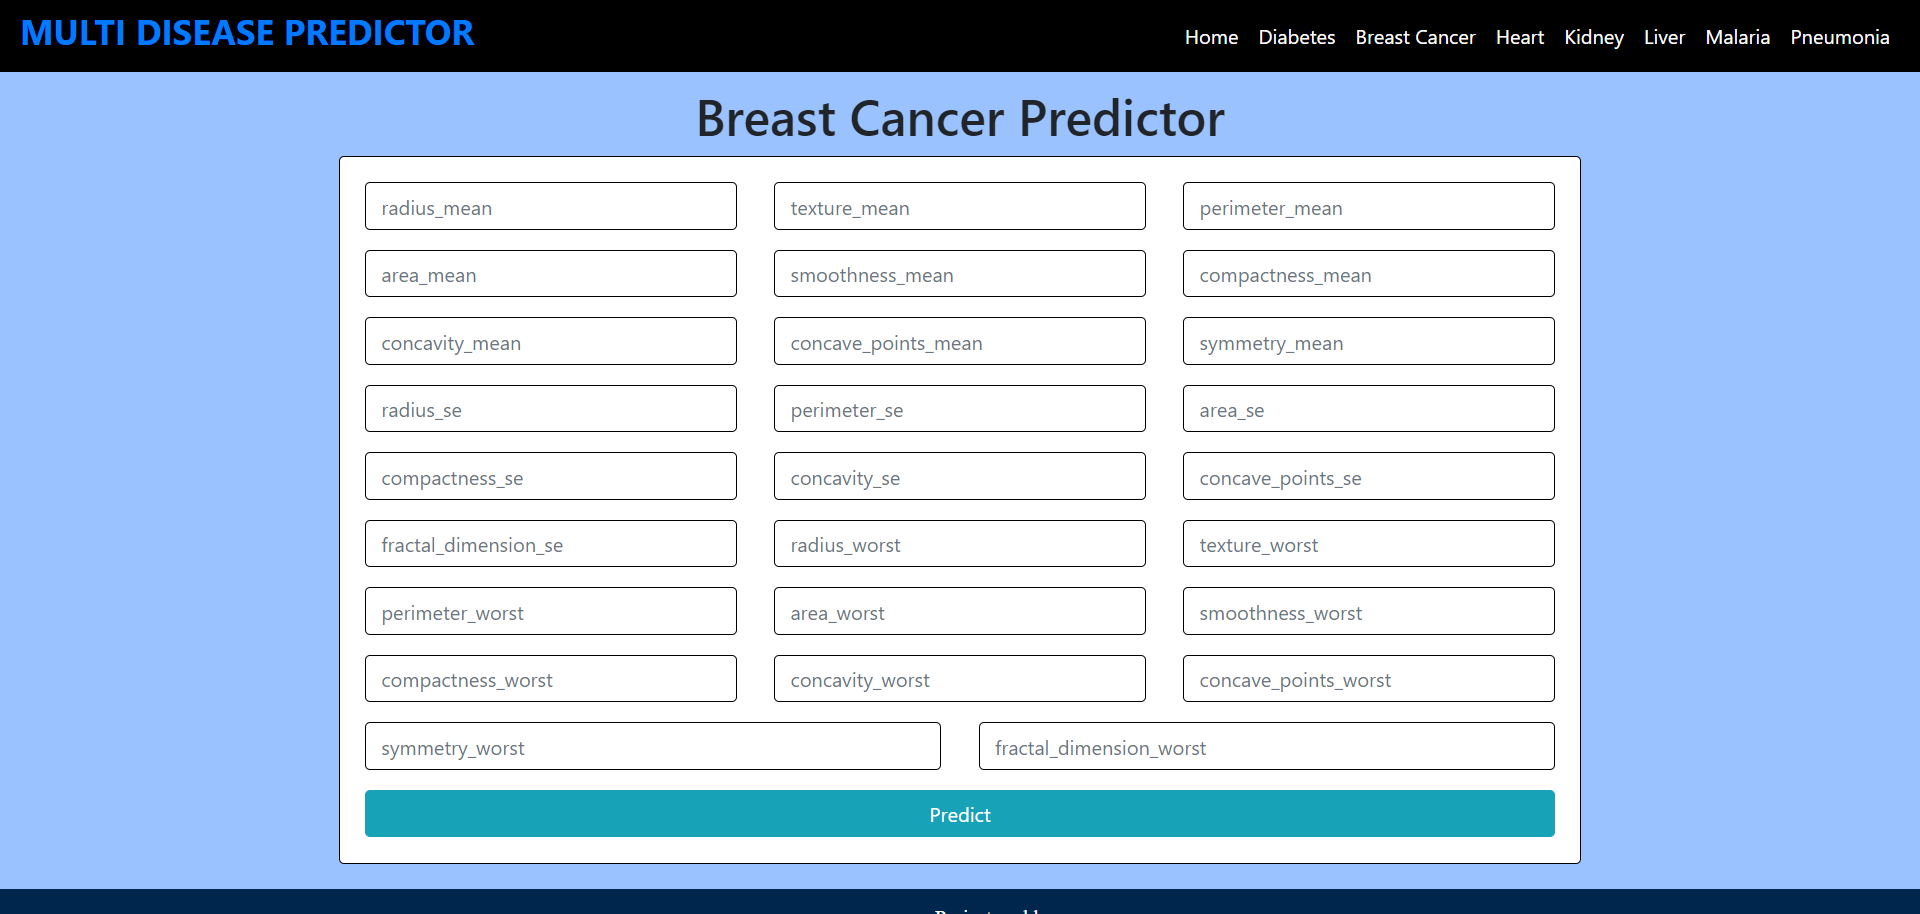 MULTI DISEASE PREDICTOR
Home Diabetes Breast Cancer Heart Kidney Liver Malaria Pneumonia
Breast Cancer Predictor
radius_mean texture_mean perimeter_mean
area_mean smoothness_mean compactness_mean
concavity_mean concave_points_mean symmetry_mean
radius_se perimeter_se area_se
compactness_se concavity_se concave_points_se
fractal_dimension_se radius_worst texture_worst
perimeter_worst area_worst smoothness_worst
compactness_worst concavity_worst concave_points_worst
symmetry_worst fractal_dimension_worst
Predict